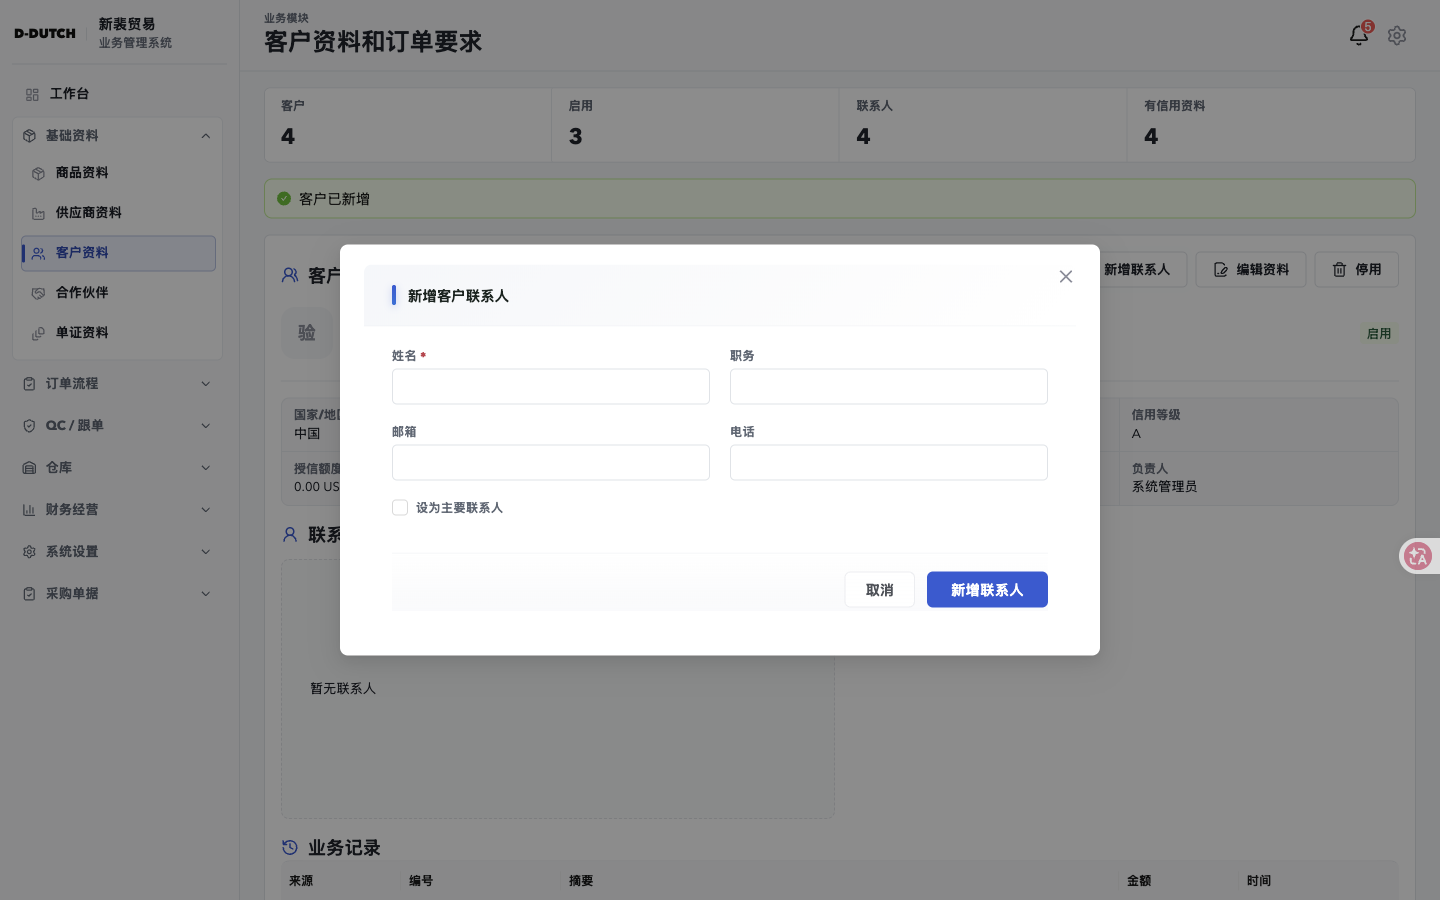 D-DUTCH
新裴贸易
业务管理系统
工作台
基础资料
商品资料
供应商资料
客户资料
合作伙伴
单证资料
订单流程
QC / 跟单
仓库
财务经营
系统设置
采购单据
业务模块
客户资料和订单要求
5
客户
4
启用
3
联系人
4
有信用资料
4
客户已新增
客户
新增联系人
编辑资料
停用
验
启用
国家/地
中国
信用等级
A
授信额度
0.00 US
负责人
系统管理员
联系
暂无联系人
新增客户联系人
姓名 *
职务
邮箱
电话
设为主要联系人
取消
新增联系人
业务记录
来源
编号
摘要
金额
时间